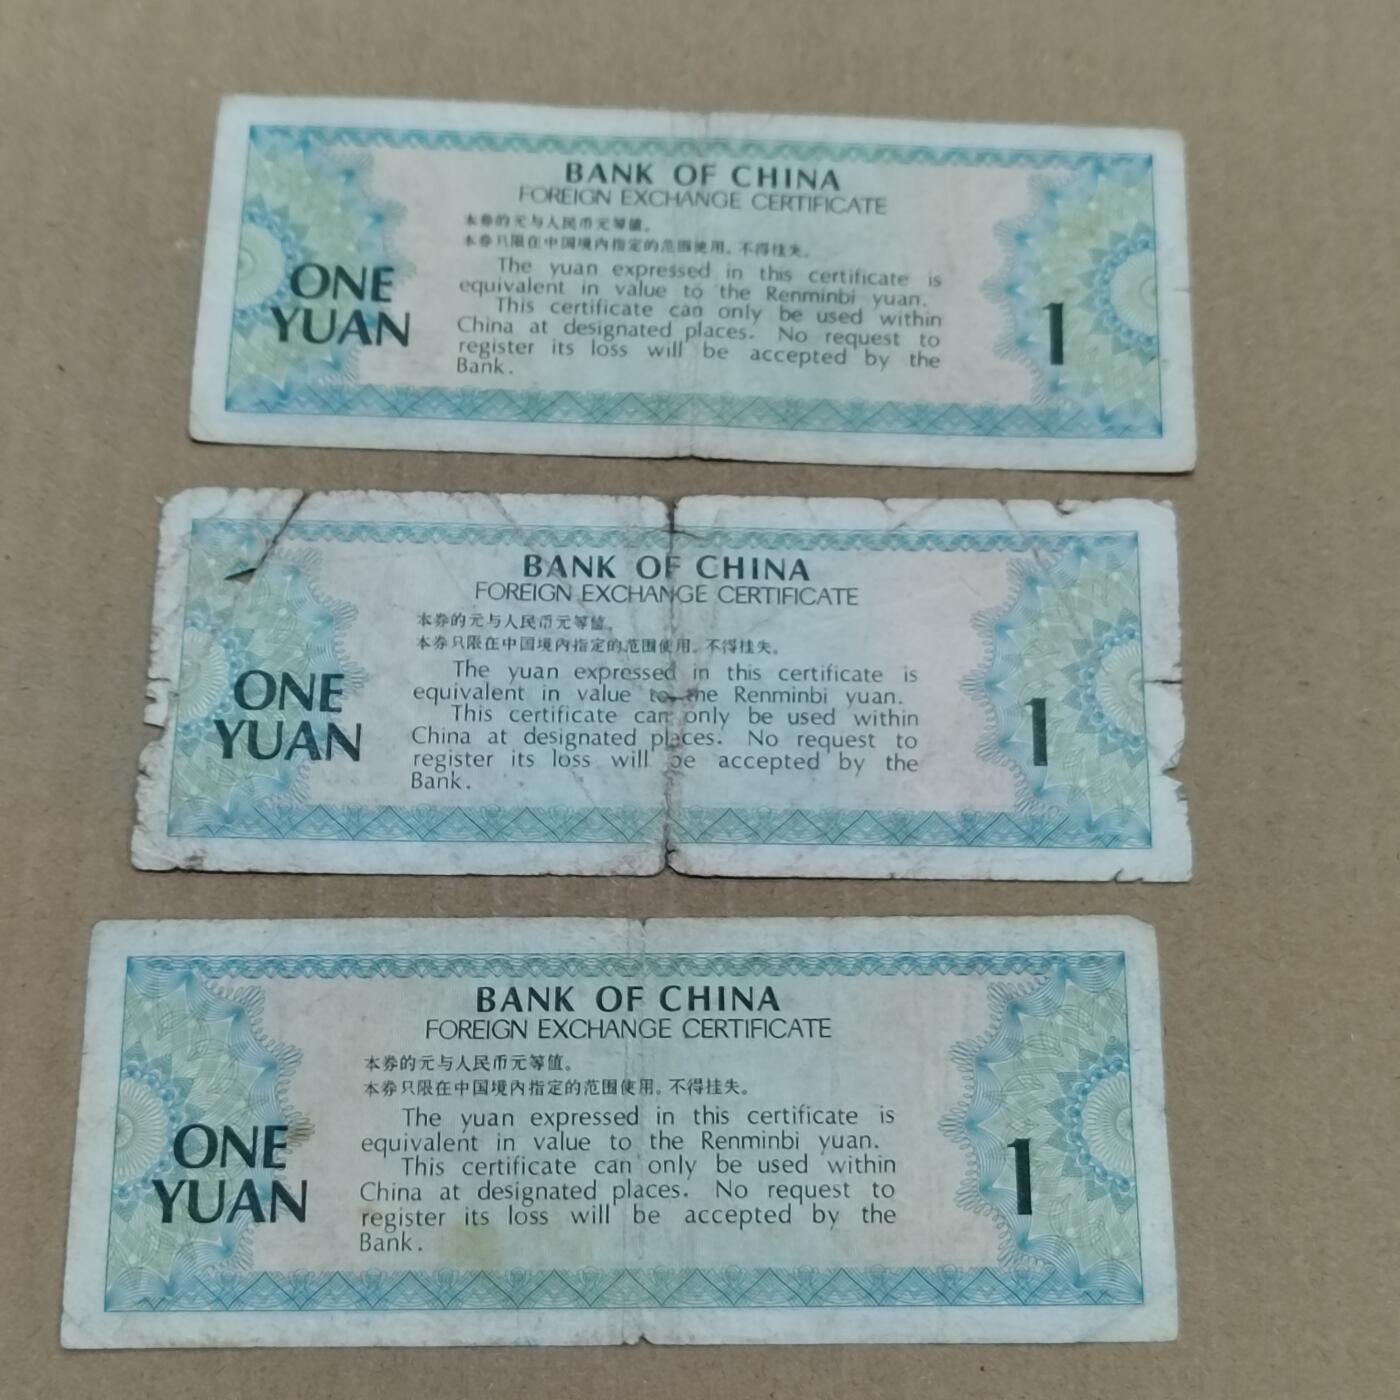 BANK OF CHINA
FOREIGN EXCHANGE CERTIFICATE
本券的元与人民币元等值。
本券只限在中国境内指定的范围使用。不得挂失。
The yuan expressed in this certificate is
equivalent in value to the Renminbi yuan.
This certificate can only be used within
China at designated places. No request to
register its loss will be accepted by the
Bank.
ONE
YUAN
1
BANK OF CHINA
FOREIGN EXCHANGE CERTIFICATE
本券的元与人民币元等值。
本券只限在中国境内指定的范围使用。不得挂失。
The yuan expressed in this certificate is
equivalent in value to the Renminbi yuan.
This certificate can only be used within
China at designated places. No request to
register its loss will be accepted by the
Bank.
ONE
YUAN
1
BANK OF CHINA
FOREIGN EXCHANGE CERTIFICATE
本券的元与人民币元等值。
本券只限在中国境内指定的范围使用。不得挂失。
The yuan expressed in this certificate is
equivalent in value to the Renminbi yuan.
This certificate can only be used within
China at designated places. No request to
register its loss will be accepted by the
Bank.
ONE
YUAN
1